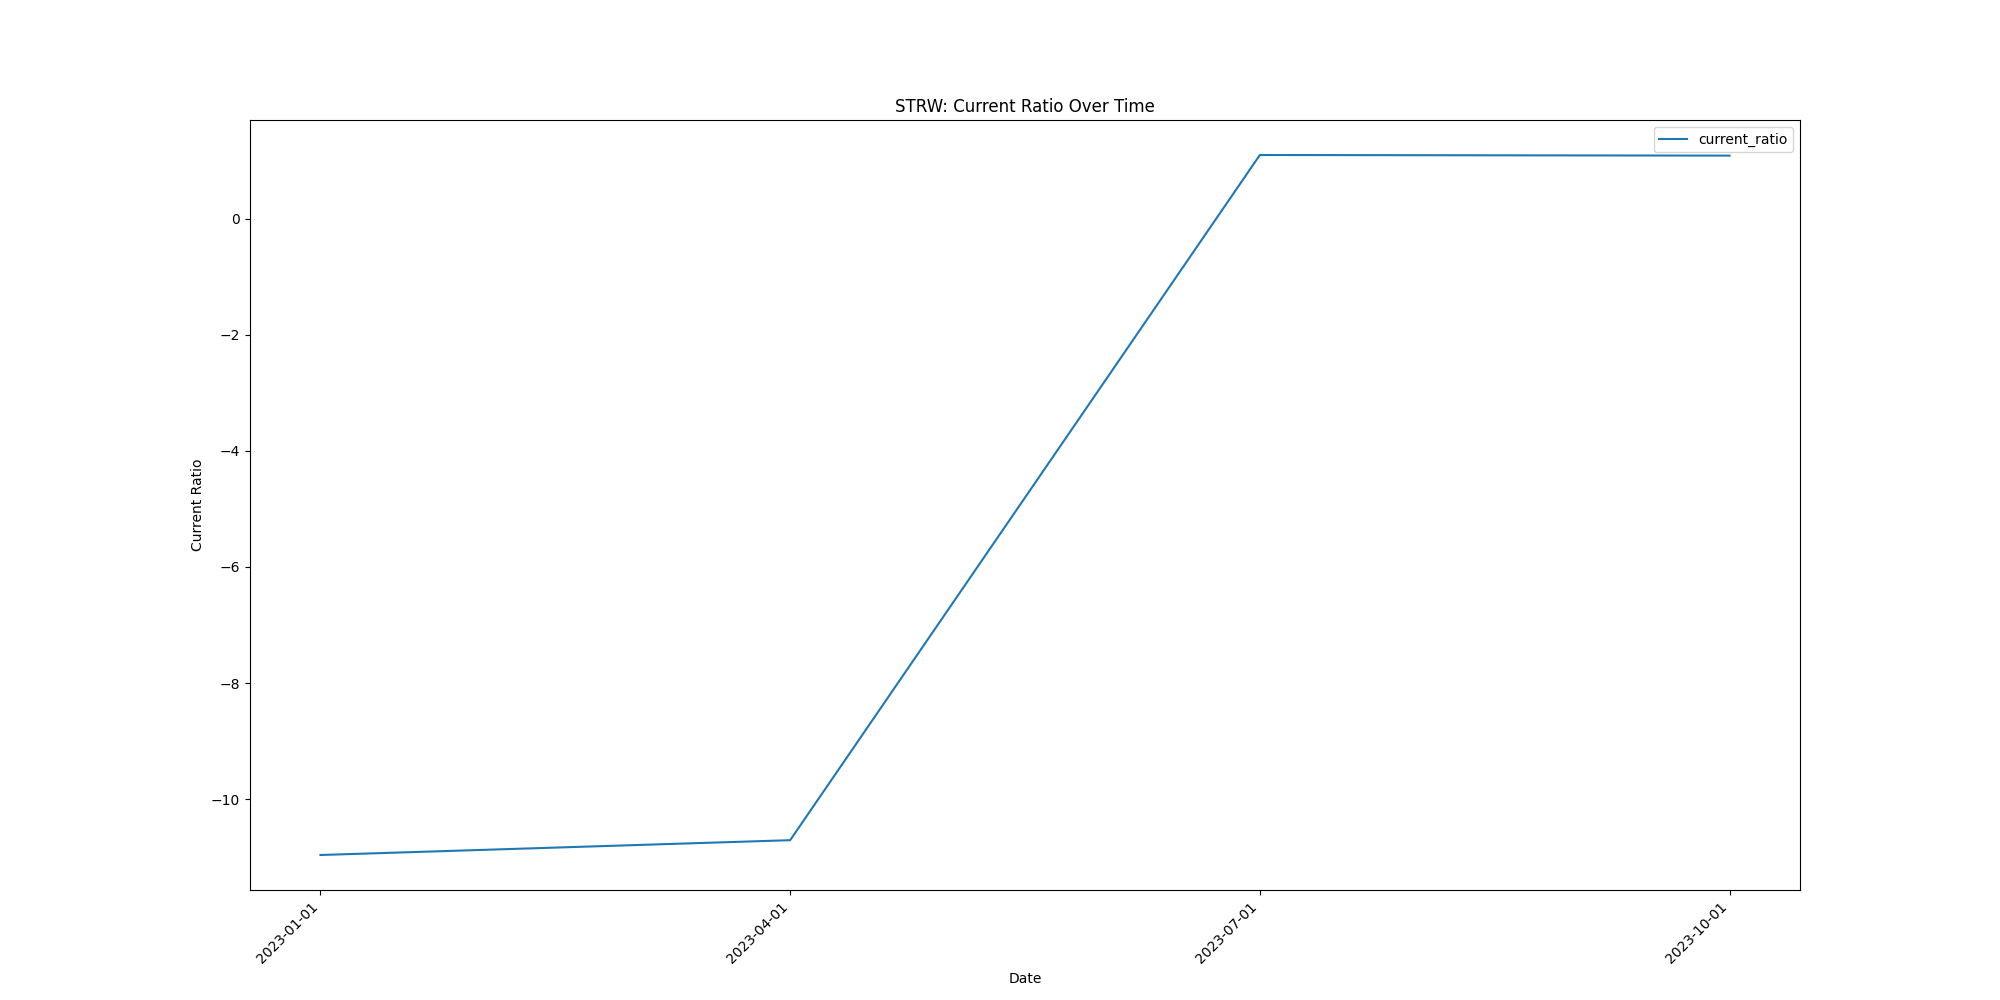 STRW: Current Ratio Over Time
current_ratio
Current Ratio
0
−2
−4
−6
−8
−10
2023-01-01
2023-04-01
2023-07-01
2023-10-01
Date